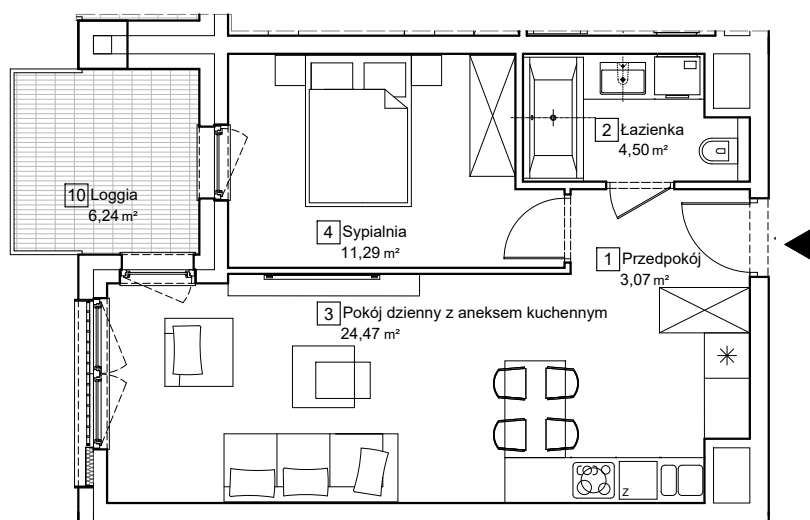 2 Łazienka
4,50 m²
10 Loggia
6,24 m²
4 Sypialnia
11,29 m²
1 Przedpokój
3,07 m²
3 Pokój dzienny z aneksem kuchennym
24,47 m²
Z